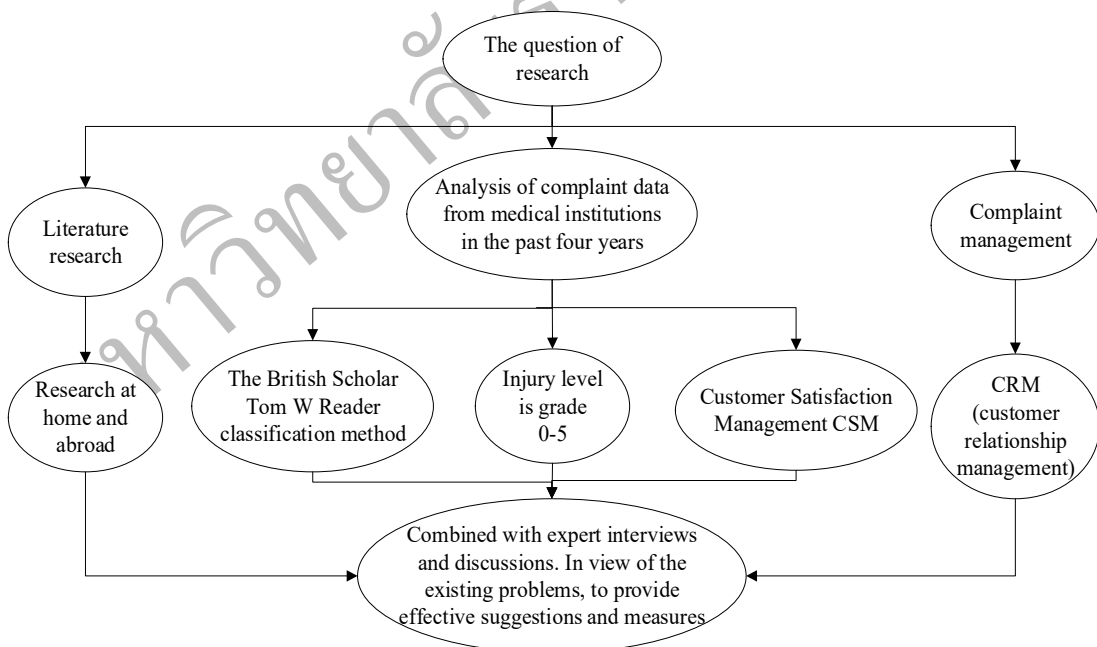 The question of
research
Literature
research
Analysis of complaint data
from medical institutions
in the past four years
Complaint
management
Research at
home and
abroad
The British Scholar
Tom W Reader
classification method
Injury level
is grade
0-5
Customer Satisfaction
Management CSM
CRM
(customer
relationship
management)
Combined with expert interviews
and discussions. In view of the
existing problems, to provide
effective suggestions and measures